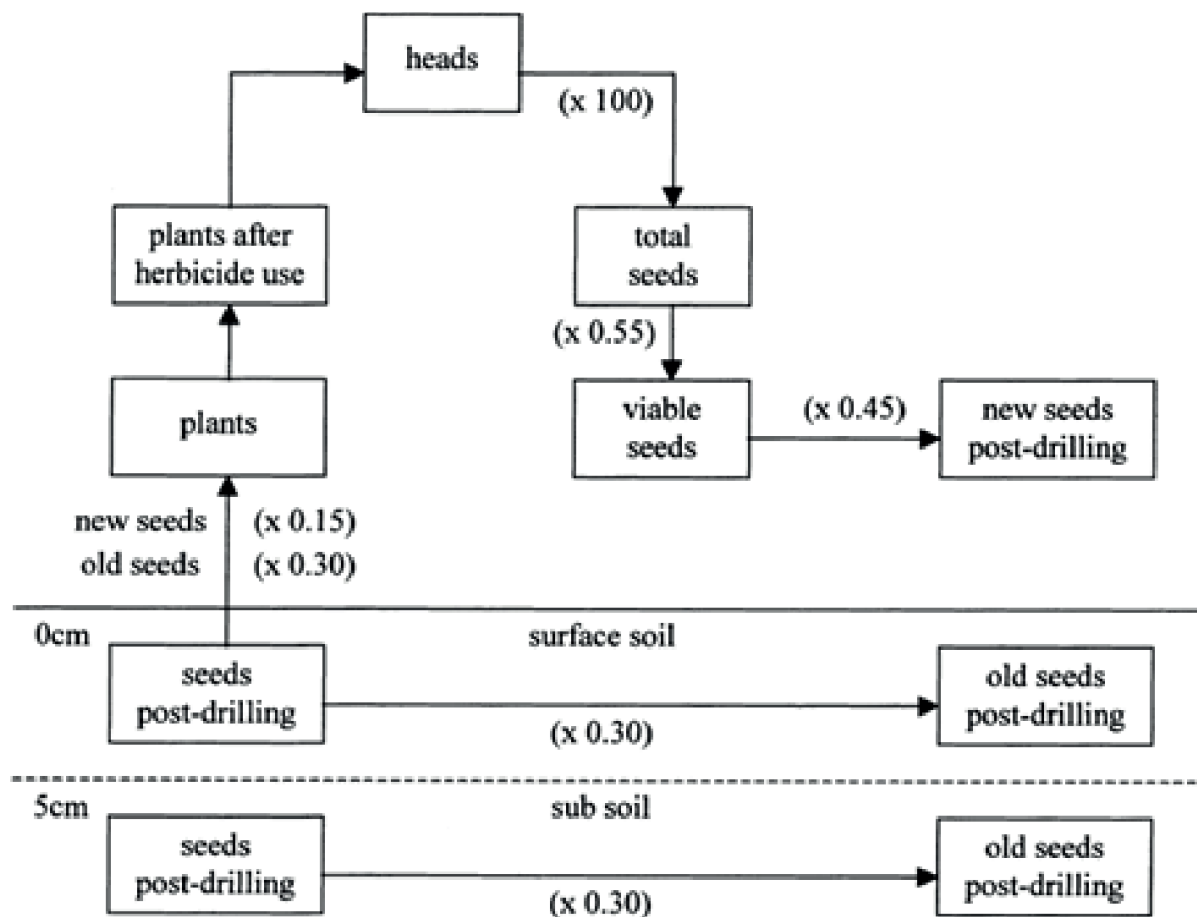 heads
(x 100)
plants after
herbicide use
total
seeds
(x 0.55)
plants
viable
seeds
(x 0.45)
new seeds
post-drilling
new seeds (x 0.15)
old seeds (x 0.30)
0cm
surface soil
seeds
post-drilling
(x 0.30)
old seeds
post-drilling
5cm
sub soil
seeds
post-drilling
(x 0.30)
old seeds
post-drilling